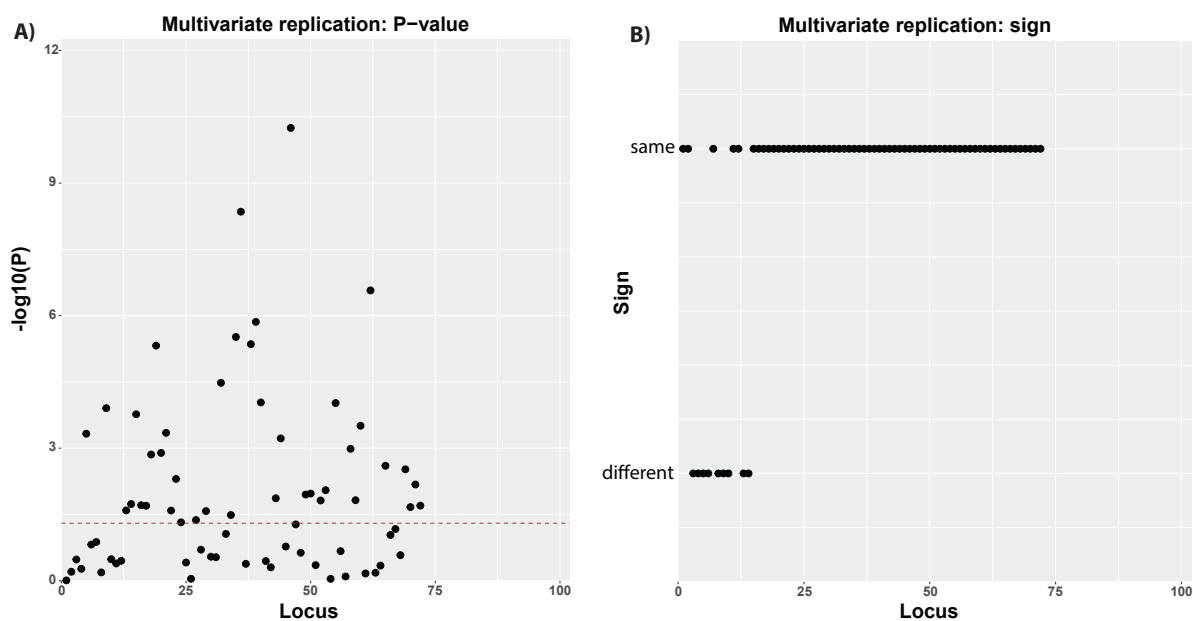 A)
Multivariate replication: P−value
12
9
6
3
0
-log10(P)
0 25 50 75 100
Locus
B)
Multivariate replication: sign
same
different
Sign
0 25 50 75 100
Locus